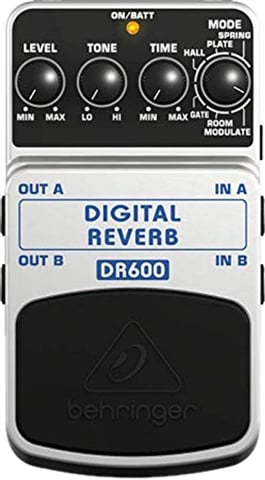 ON/BATT
MODE
SPRING
PLATE
HALL
LEVEL TONE TIME
GATE
ROOM
MODULATE
MIN MAX LO HI MIN MAX
OUT A IN A
DIGITAL
REVERB
OUT B IN B
DR600
behringer